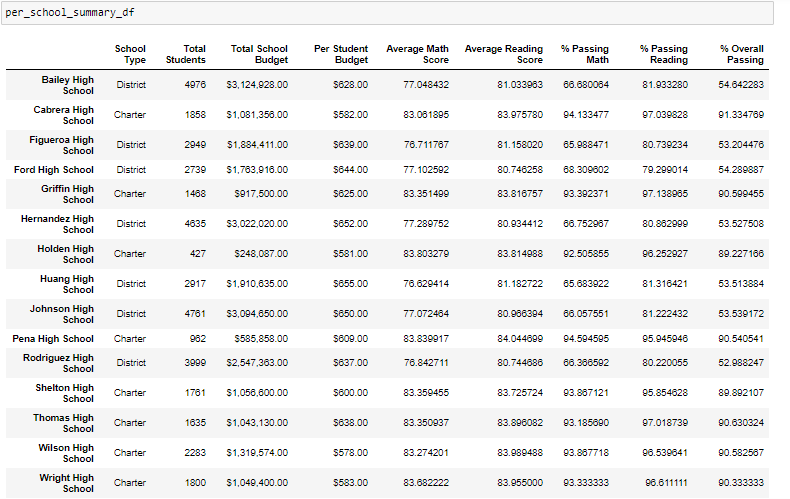 per_school_summary_df
School Type Total Students Total School Budget Per Student Budget Average Math Score Average Reading Score % Passing Math % Passing Reading % Overall Passing
Bailey High School District 4976 $3,124,928.00 $628.00 77.048432 81.033963 66.680064 81.933280 54.642283
Cabrera High School Charter 1858 $1,081,356.00 $582.00 83.061895 83.975780 94.133477 97.039828 91.334769
Figueroa High School District 2949 $1,884,411.00 $639.00 76.711767 81.158020 65.988471 80.739234 53.204476
Ford High School District 2739 $1,763,916.00 $644.00 77.102592 80.746258 68.309602 79.299014 54.289887
Griffin High School Charter 1468 $917,500.00 $625.00 83.351499 83.816757 93.392371 97.138965 90.599455
Hernandez High School District 4635 $3,022,020.00 $652.00 77.289752 80.934412 66.752967 80.862999 53.527508
Holden High School Charter 427 $248,087.00 $581.00 83.803279 83.814988 92.505855 96.252927 89.227166
Huang High School District 2917 $1,910,635.00 $655.00 76.629414 81.182722 65.683922 81.316421 53.513884
Johnson High School District 4761 $3,094,650.00 $650.00 77.072464 80.966394 66.057551 81.222432 53.539172
Pena High School Charter 962 $585,858.00 $609.00 83.839917 84.044699 94.594595 95.945946 90.540541
Rodriguez High School District 3999 $2,547,363.00 $637.00 76.842711 80.744686 66.366592 80.220055 52.988247
Shelton High School Charter 1761 $1,056,600.00 $600.00 83.359455 83.725724 93.867121 95.854628 89.892107
Thomas High School Charter 1635 $1,043,130.00 $638.00 83.350937 83.896082 93.185690 97.018739 90.630324
Wilson High School Charter 2283 $1,319,574.00 $578.00 83.274201 83.989488 93.867718 96.539641 90.582567
Wright High School Charter 1800 $1,049,400.00 $583.00 83.682222 83.955000 93.333333 96.611111 90.333333